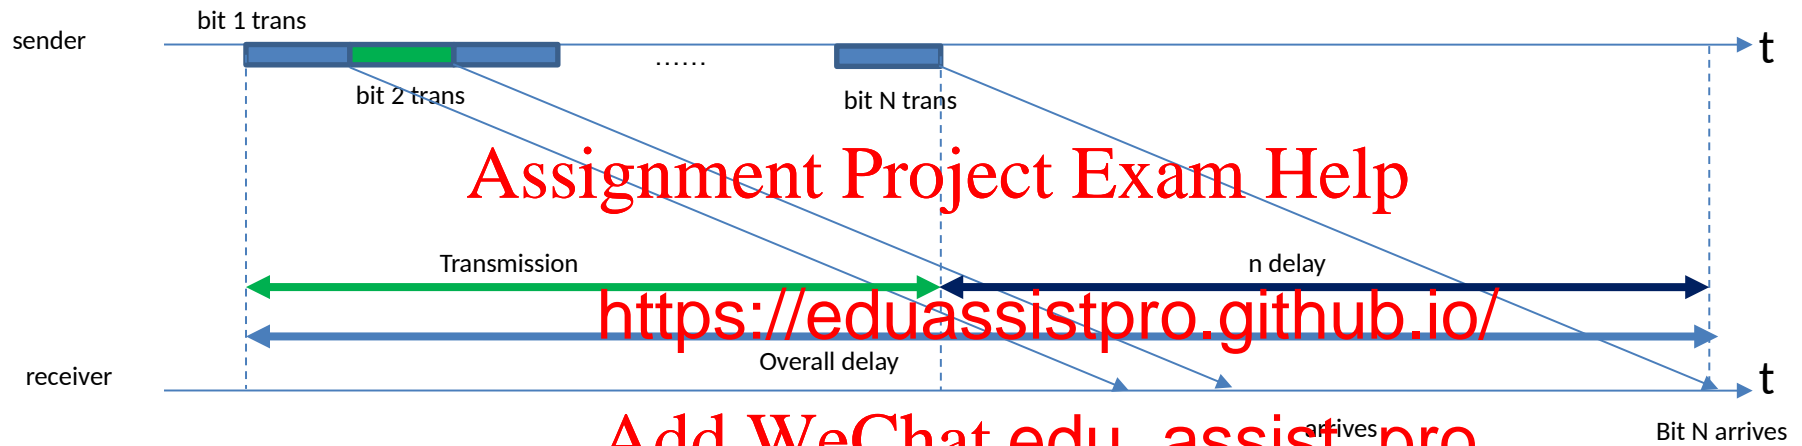 bit 1 trans
sender
t
......
bit 2 trans
bit N trans
Assignment Project Exam Help
Transmission
n delay
https://eduassistpro.github.io/
Overall delay
receiver
t
Add WeChat edu_assist_pro
arrives
Bit N arrives